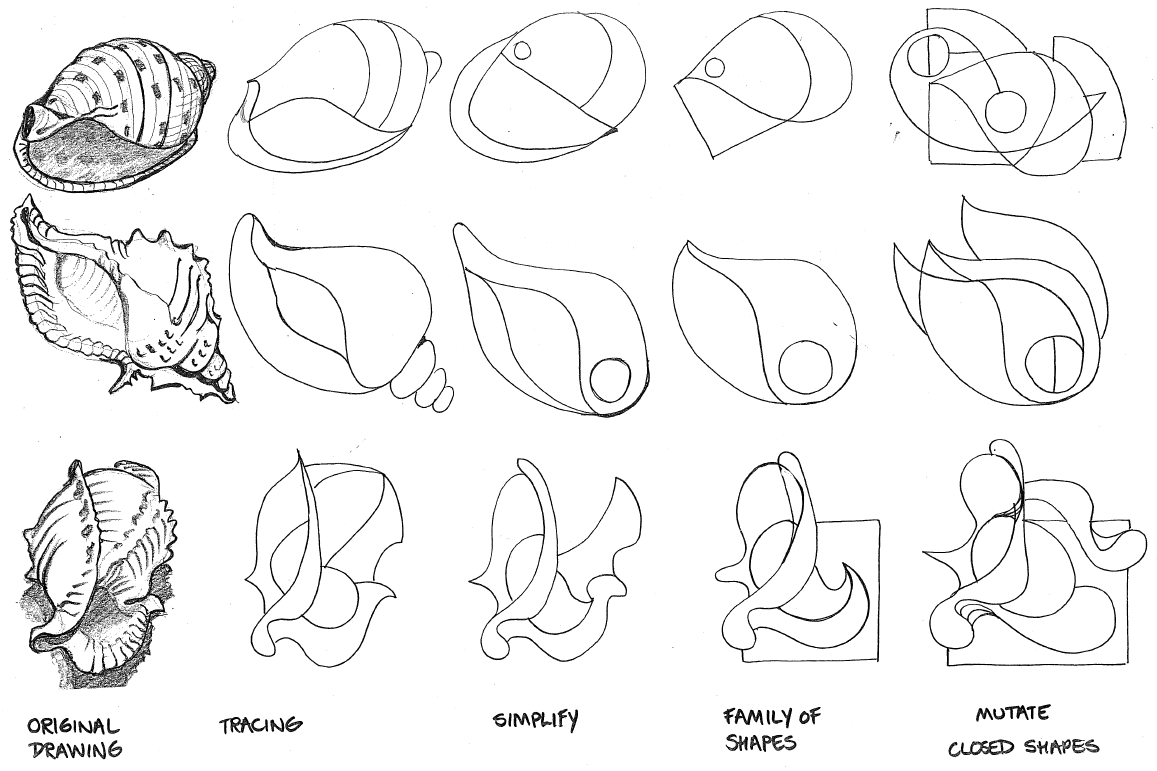 ORIGINAL
DRAWING
TRACING
SIMPLIFY
FAMILY OF
SHAPES
MUTATE
CLOSED SHAPES